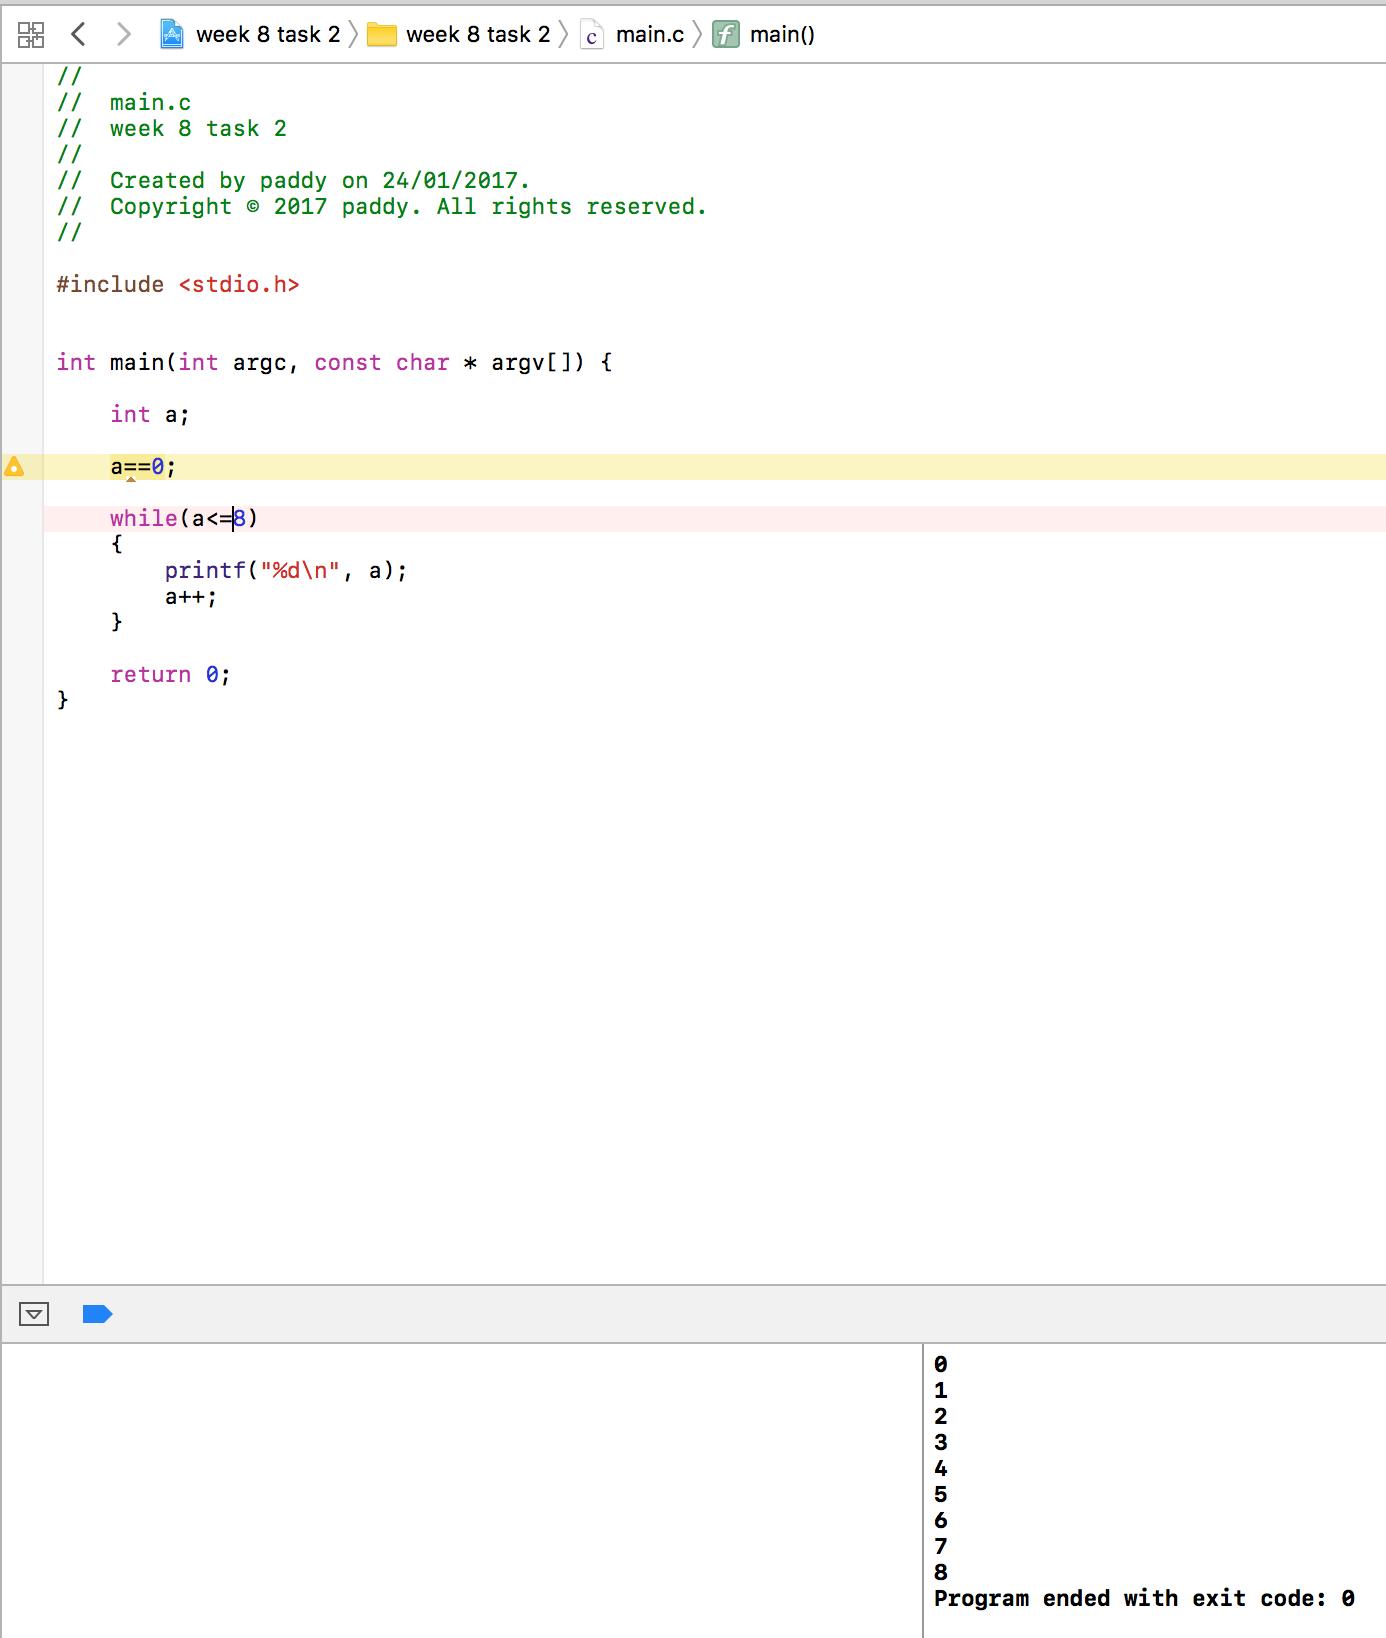 week 8 task 2 week 8 task 2 c main.c f main()
//
// main.c
// week 8 task 2
//
// Created by paddy on 24/01/2017.
// Copyright © 2017 paddy. All rights reserved.
//
#include <stdio.h>
int main(int argc, const char * argv[]) {
int a;
a==0;
while(a<=8)
{
printf("%d\n", a);
a++;
}
return 0;
}
0
1
2
3
4
5
6
7
8
Program ended with exit code: 0